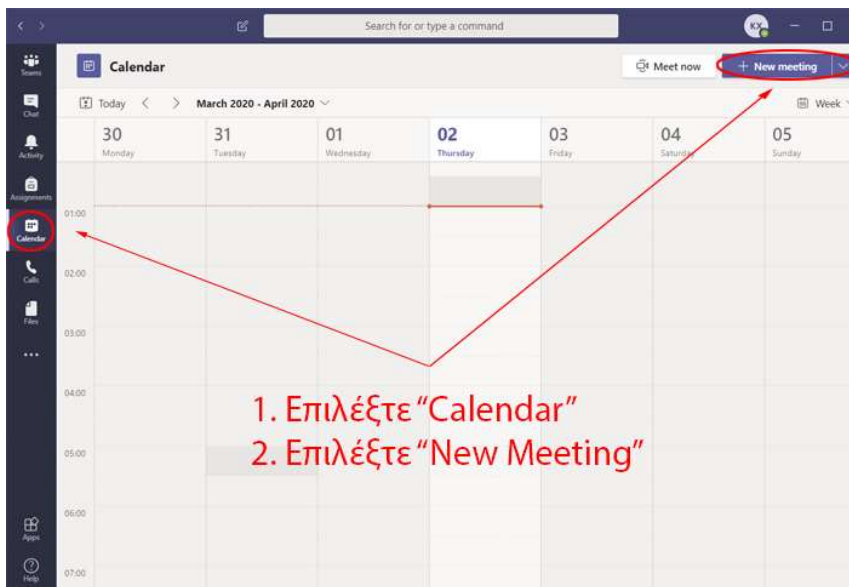 Search for or type a command
KX
Teams
Chat
Activity
Assignments
Calendar
Calls
Files
Apps
Help
Calendar
Meet now
+ New meeting
Today
March 2020 - April 2020
Week
30 31 01 02 03 04 05
Monday Tuesday Wednesday Thursday Friday Saturday Sunday
01:00
02:00
03:00
04:00
05:00
06:00
07:00
1. Επιλέξτε “Calendar”
2. Επιλέξτε “New Meeting”